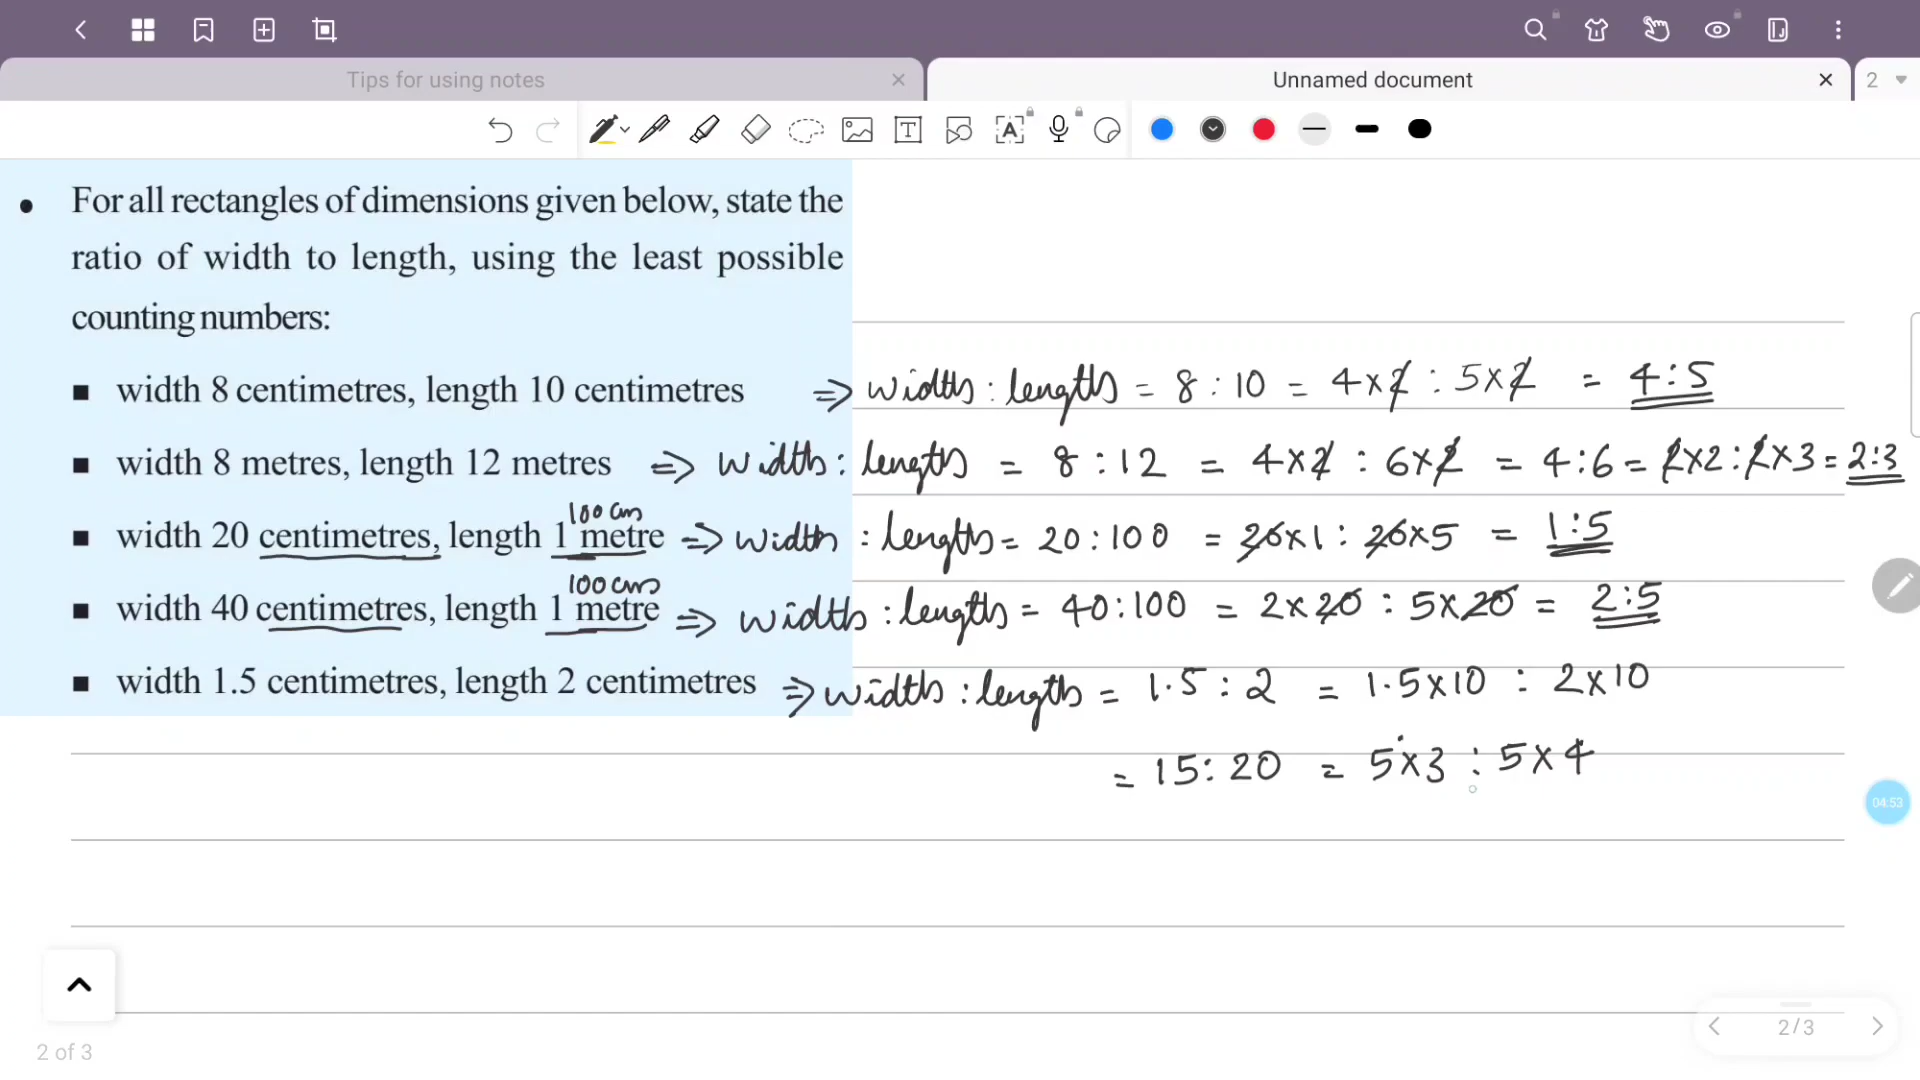 Tips for using notes
Unnamed document
2
• For all rectangles of dimensions given below, state the
ratio of width to length, using the least possible
counting numbers:
▪ width 8 centimetres, length 10 centimetres ⇒ width : length = 8 : 10 = 4×2 : 5×2 = 4:5
▪ width 8 metres, length 12 metres ⇒ width : length = 8 : 12 = 4×2 : 6×2 = 4:6 = 2×2 : 2×3 = 2:3
100 cm
▪ width 20 centimetres, length 1 metre ⇒ width : length = 20 : 100 = 20×1 : 20×5 = 1:5
100 cm
▪ width 40 centimetres, length 1 metre ⇒ width : length = 40:100 = 2×20 : 5×20 = 2:5
▪ width 1.5 centimetres, length 2 centimetres ⇒ width : length = 1.5 : 2 = 1.5×10 : 2×10
= 15:20 = 5×3 : 5×4
04:53
2/3
2 of 3